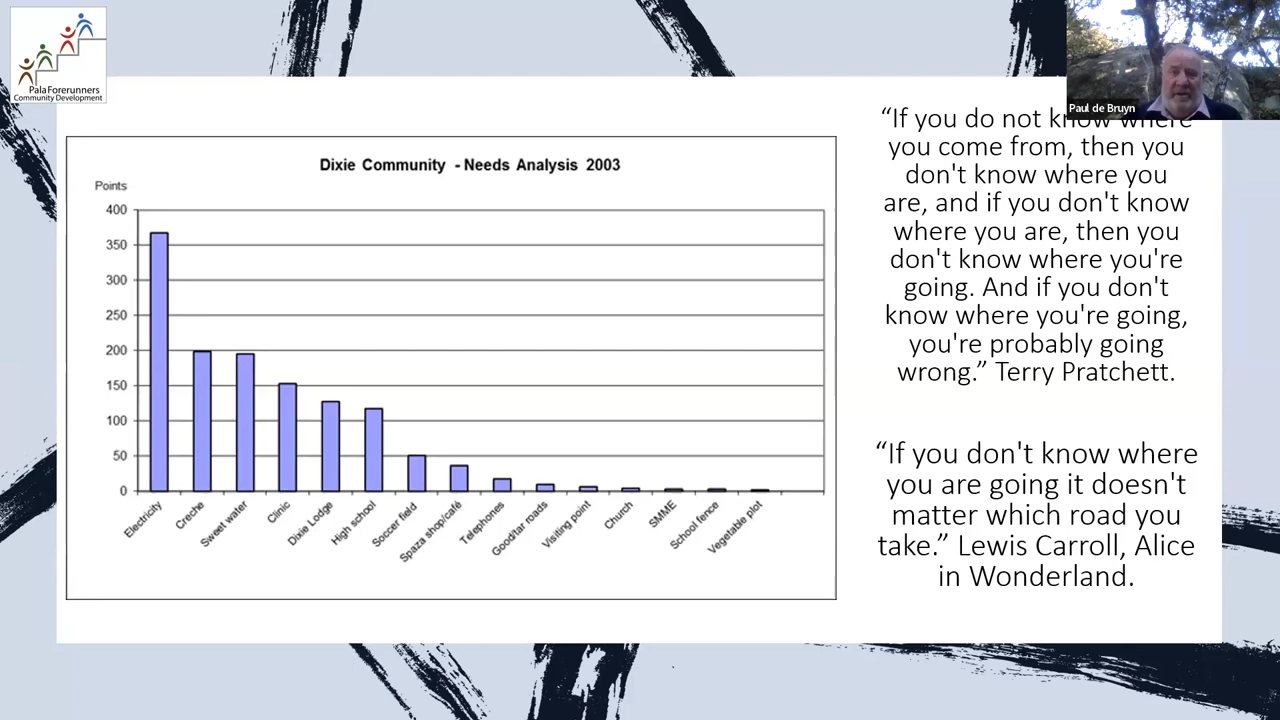 Pala Forerunners
Community Development
Paul de Bruyn
Dixie Community - Needs Analysis 2003
Points
400
350
300
250
200
150
100
50
0
Electricity
Creche
Sweet water
Clinic
Dixie Lodge
High school
Soccer field
Spaza shop/café
Telephones
Good/tar roads
Visiting point
Church
SMME
School fence
Vegetable plot
“If you do not know where
you come from, then you
don't know where you
are, and if you don't know
where you are, then you
don't know where you're
going. And if you don't
know where you're going,
you're probably going
wrong.” Terry Pratchett.
“If you don't know where
you are going it doesn't
matter which road you
take.” Lewis Carroll, Alice
in Wonderland.